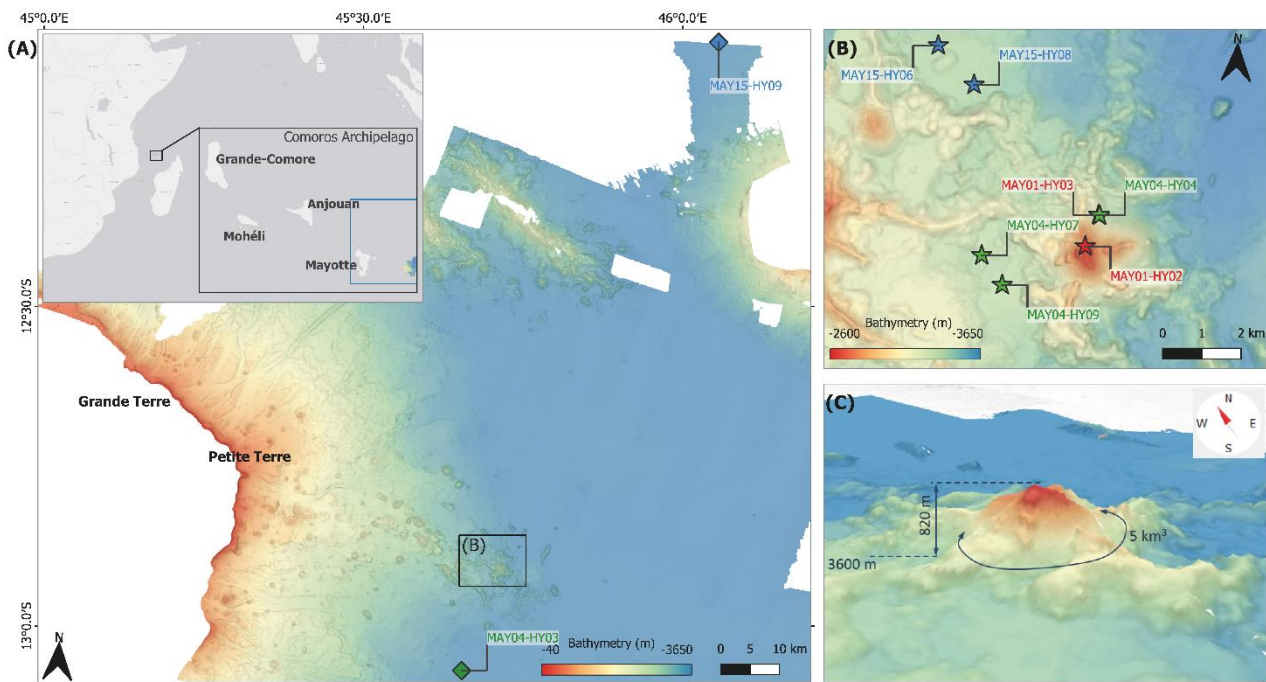 45°0.0'E
45°30.0'E
46°0.0'E
(A)
Comoros Archipelago
Grande-Comore
Anjouan
Mohéli
Mayotte
MAY15-HY09
12°30.0'S
Grande Terre
Petite Terre
(B)
13°0.0'S
N
MAY04-HY03
Bathymetry (m)
-40
-3650
0 5 10 km
(B)
N
MAY15-HY08
MAY15-HY06
MAY01-HY03
MAY04-HY04
MAY04-HY07
MAY01-HY02
MAY04-HY09
Bathymetry (m)
-2600
-3650
0 1 2 km
(C)
N
W E
S
820 m
5 km³
3600 m